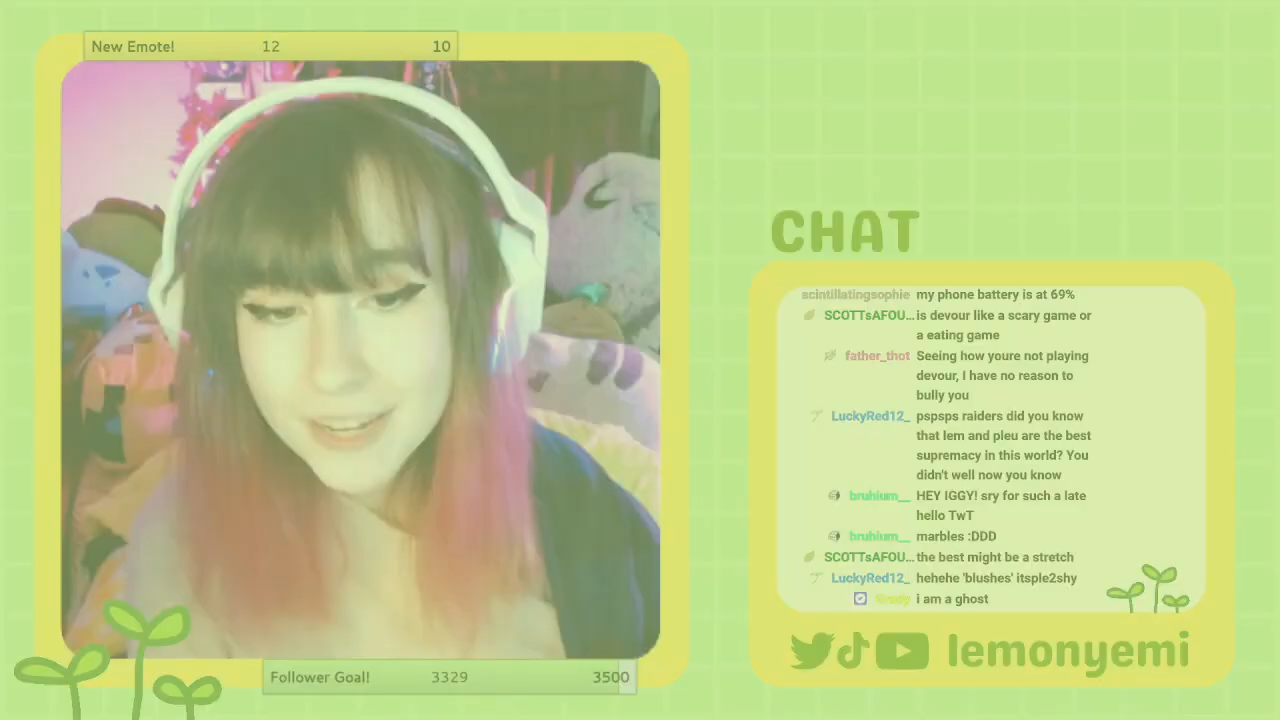 New Emote! 12 10
CHAT
scintillatingsophie my phone battery is at 69%
SCOTTsAFOU... is devour like a scary game or
a eating game
father_thot Seeing how youre not playing
devour, I have no reason to
bully you
LuckyRed12_ pspsps raiders did you know
that lem and pleu are the best
supremacy in this world? You
didn't well now you know
bruhium__ HEY IGGY! sry for such a late
hello TwT
bruhium__ marbles :DDD
SCOTTsAFOU... the best might be a stretch
LuckyRed12_ hehehe 'blushes' itsple2shy
i am a ghost
lemonyemi
Follower Goal! 3329 3500